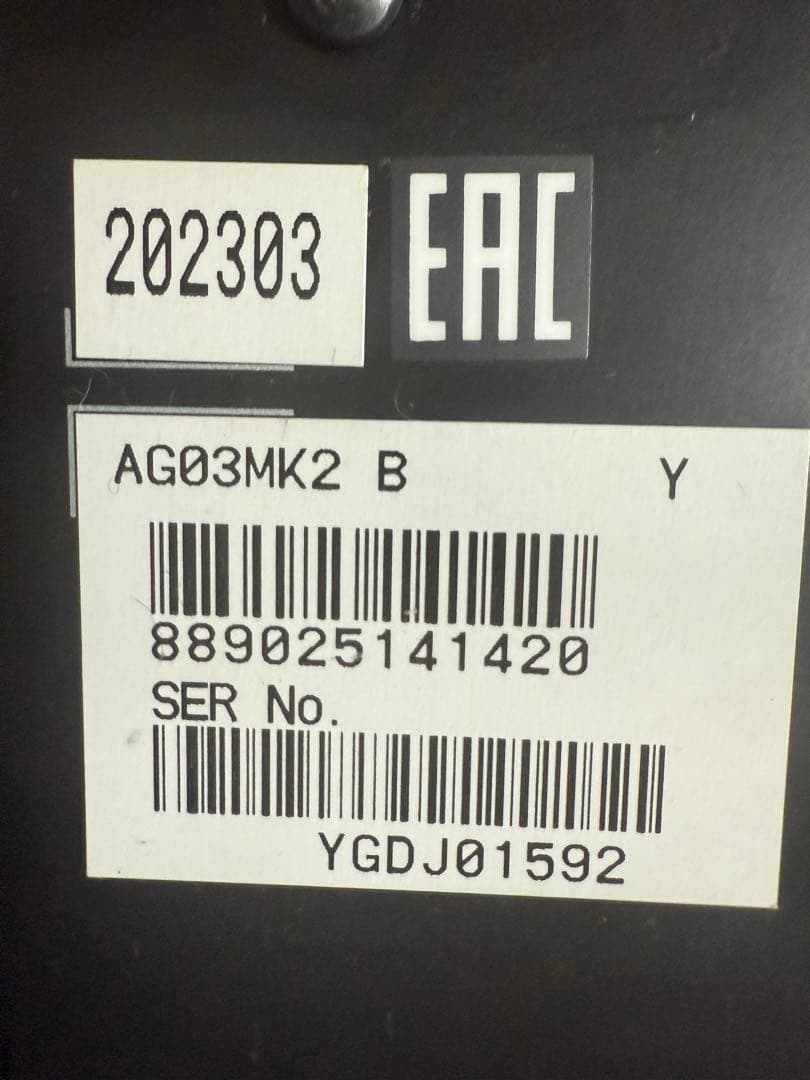 202303
EAC
AG03MK2 B Y
889025141420
SER No.
YGDJ01592